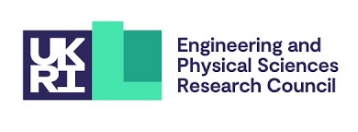 UK
RI
Engineering and
Physical Sciences
Research Council